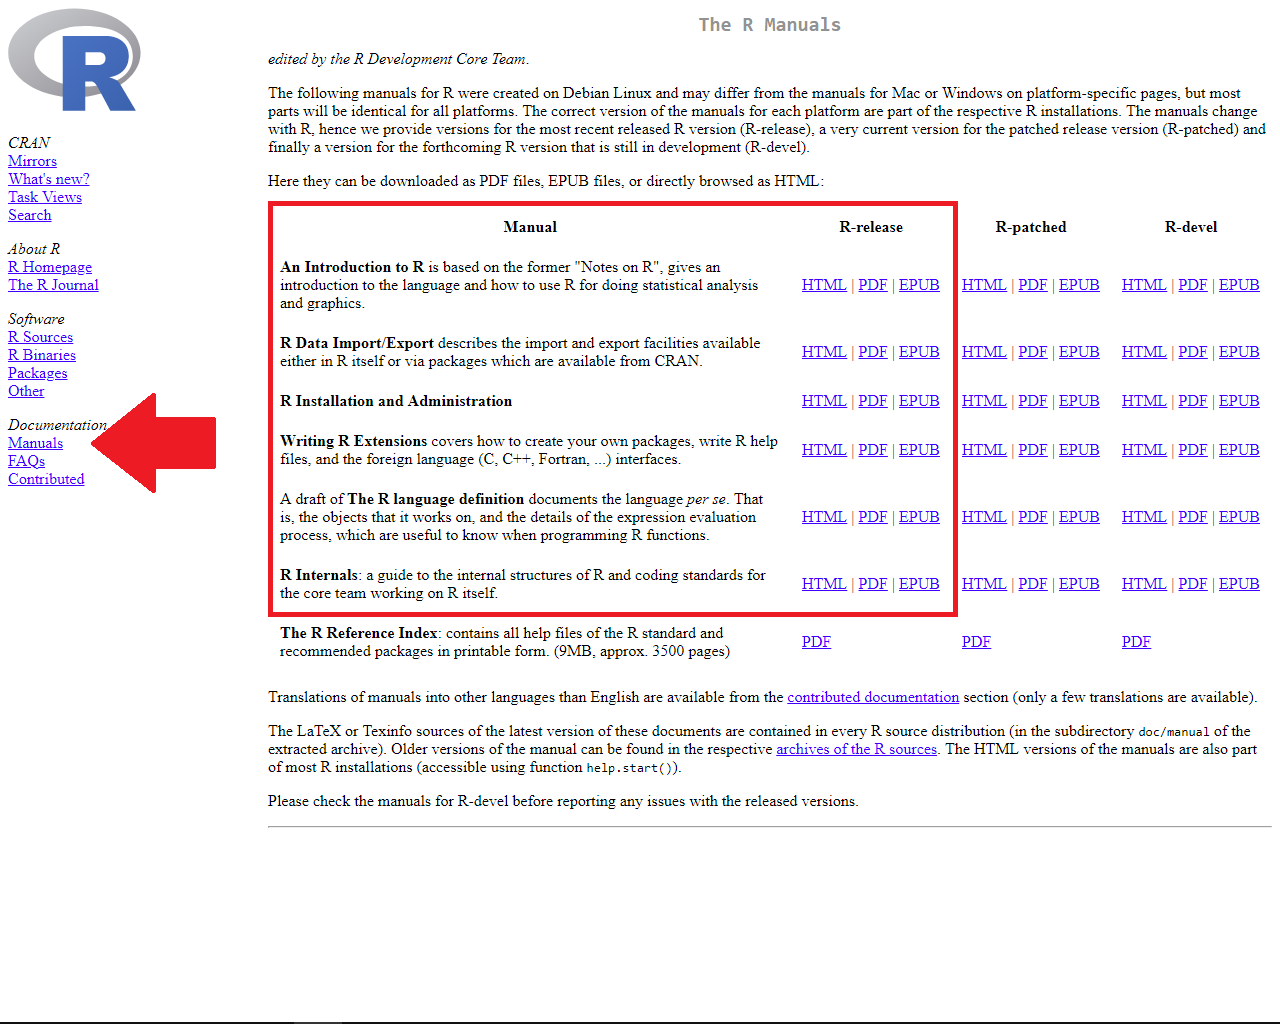 R
CRAN
Mirrors
What's new?
Task Views
Search
About R
R Homepage
The R Journal
Software
R Sources
R Binaries
Packages
Other
Documentation
Manuals
FAQs
Contributed
The R Manuals
edited by the R Development Core Team.
The following manuals for R were created on Debian Linux and may differ from the manuals for Mac or Windows on platform-specific pages, but most
parts will be identical for all platforms. The correct version of the manuals for each platform are part of the respective R installations. The manuals change
with R, hence we provide versions for the most recent released R version (R-release), a very current version for the patched release version (R-patched) and
finally a version for the forthcoming R version that is still in development (R-devel).
Here they can be downloaded as PDF files, EPUB files, or directly browsed as HTML:
Manual R-release R-patched R-devel
An Introduction to R is based on the former "Notes on R", gives an
introduction to the language and how to use R for doing statistical analysis
and graphics.
HTML | PDF | EPUB HTML | PDF | EPUB HTML | PDF | EPUB
R Data Import/Export describes the import and export facilities available
either in R itself or via packages which are available from CRAN.
HTML | PDF | EPUB HTML | PDF | EPUB HTML | PDF | EPUB
R Installation and Administration HTML | PDF | EPUB HTML | PDF | EPUB HTML | PDF | EPUB
Writing R Extensions covers how to create your own packages, write R help
files, and the foreign language (C, C++, Fortran, ...) interfaces.
HTML | PDF | EPUB HTML | PDF | EPUB HTML | PDF | EPUB
A draft of The R language definition documents the language per se. That
is, the objects that it works on, and the details of the expression evaluation
process, which are useful to know when programming R functions.
HTML | PDF | EPUB HTML | PDF | EPUB HTML | PDF | EPUB
R Internals: a guide to the internal structures of R and coding standards for
the core team working on R itself.
HTML | PDF | EPUB HTML | PDF | EPUB HTML | PDF | EPUB
The R Reference Index: contains all help files of the R standard and
recommended packages in printable form. (9MB, approx. 3500 pages)
PDF PDF PDF
Translations of manuals into other languages than English are available from the contributed documentation section (only a few translations are available).
The LaTeX or Texinfo sources of the latest version of these documents are contained in every R source distribution (in the subdirectory doc/manual of the
extracted archive). Older versions of the manual can be found in the respective archives of the R sources. The HTML versions of the manuals are also part
of most R installations (accessible using function help.start()).
Please check the manuals for R-devel before reporting any issues with the released versions.